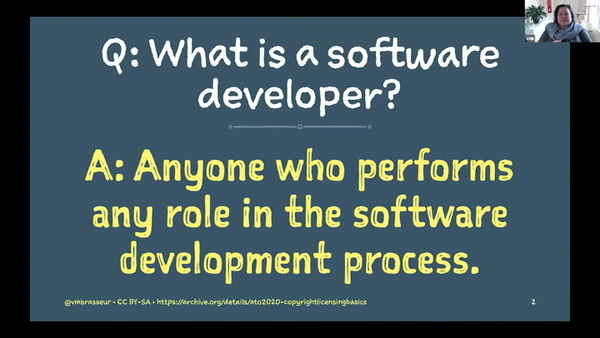 Q: What is a software
developer?
A: Anyone who performs
any role in the software
development process.
@vmbrasseur • CC BY-SA • https://archive.org/details/ato2020-copyrightlicensingbasics
2